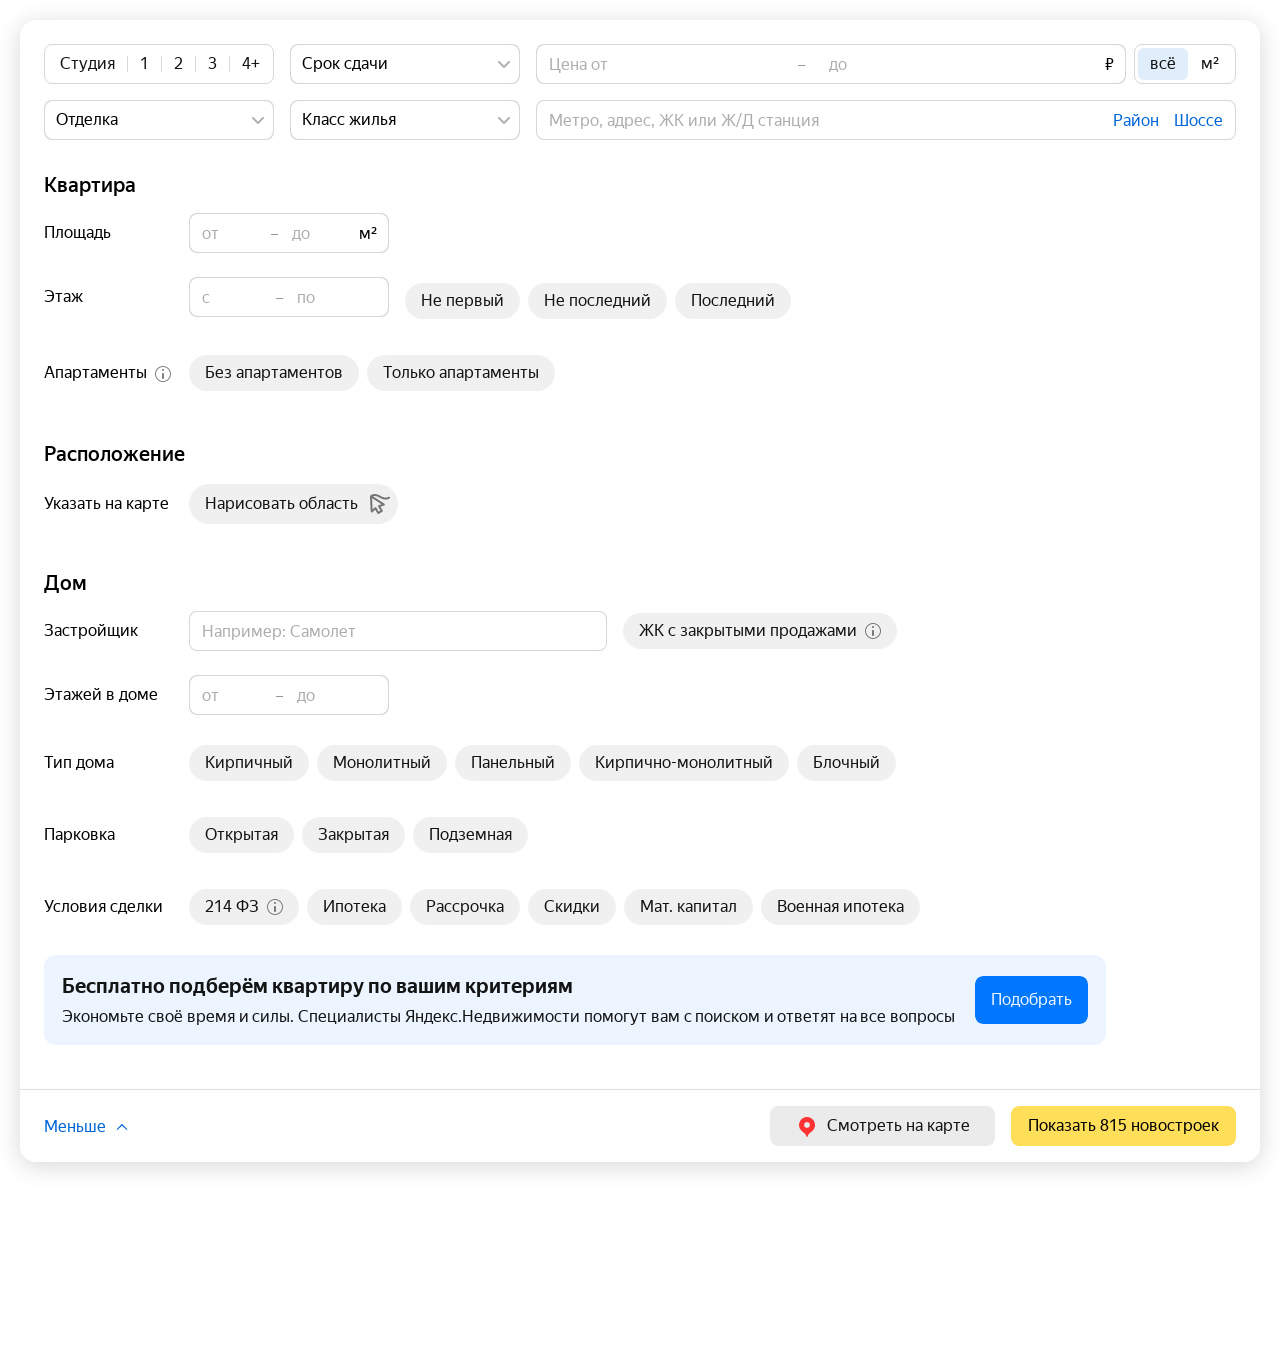 Студия 1 2 3 4+ Срок сдачи Цена от – до ₽ всё м²
Отделка Класс жилья Метро, адрес, ЖК или Ж/Д станция Район Шоссе
Квартира
Площадь от – до м²
Этаж с – по Не первый Не последний Последний
Апартаменты Без апартаментов Только апартаменты
Расположение
Указать на карте Нарисовать область
Дом
Застройщик Например: Самолет ЖК с закрытыми продажами
Этажей в доме от – до
Тип дома Кирпичный Монолитный Панельный Кирпично-монолитный Блочный
Парковка Открытая Закрытая Подземная
Условия сделки 214 ФЗ Ипотека Рассрочка Скидки Мат. капитал Военная ипотека
Бесплатно подберём квартиру по вашим критериям
Экономьте своё время и силы. Специалисты Яндекс.Недвижимости помогут вам с поиском и ответят на все вопросы
Подобрать
Меньше Смотреть на карте Показать 815 новостроек